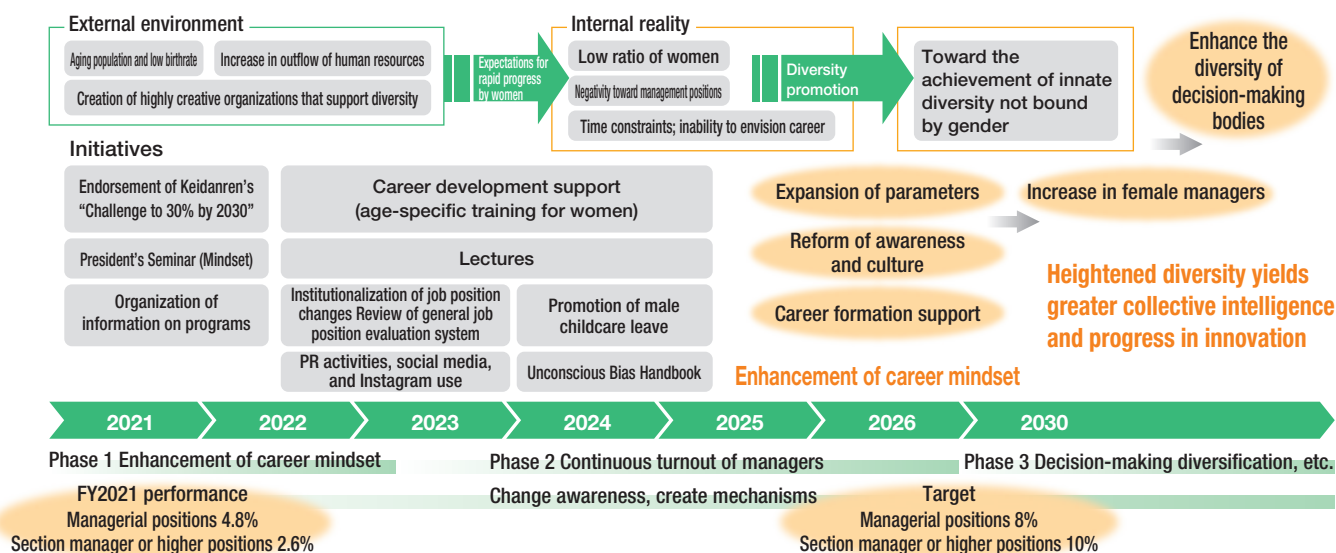 External environment
Aging population and low birthrate
Increase in outflow of human resources
Creation of highly creative organizations that support diversity
Expectations for
rapid progress
by women
Internal reality
Low ratio of women
Negativity toward management positions
Time constraints; inability to envision career
Diversity
promotion
Toward the
achievement of innate
diversity not bound
by gender
Enhance the
diversity of
decision-making
bodies
Initiatives
Endorsement of Keidanren's
"Challenge to 30% by 2030"
Career development support
(age-specific training for women)
President's Seminar (Mindset)
Lectures
Organization of
information on programs
Institutionalization of job position
changes Review of general job
position evaluation system
Promotion of male
childcare leave
PR activities, social media,
and Instagram use
Unconscious Bias Handbook
Expansion of parameters
Increase in female managers
Reform of awareness
and culture
Career formation support
Heightened diversity yields
greater collective intelligence
and progress in innovation
Enhancement of career mindset
2021
2022
2023
2024
2025
2026
2030
Phase 1 Enhancement of career mindset
Phase 2 Continuous turnout of managers
Phase 3 Decision-making diversification, etc.
FY2021 performance
Managerial positions 4.8%
Section manager or higher positions 2.6%
Change awareness, create mechanisms
Target
Managerial positions 8%
Section manager or higher positions 10%